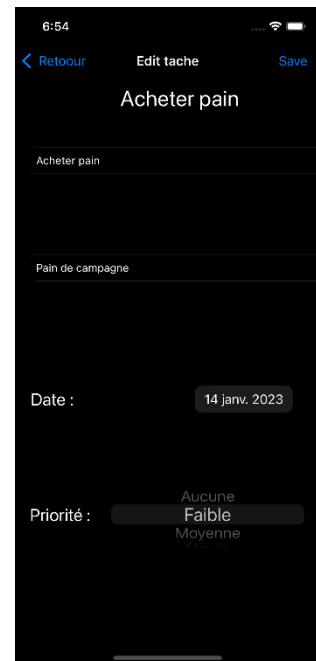 6:54
Retoour Edit tache Save
Acheter pain
Acheter pain
Pain de campagne
Date : 14 janv. 2023
Aucune
Priorité : Faible
Moyenne